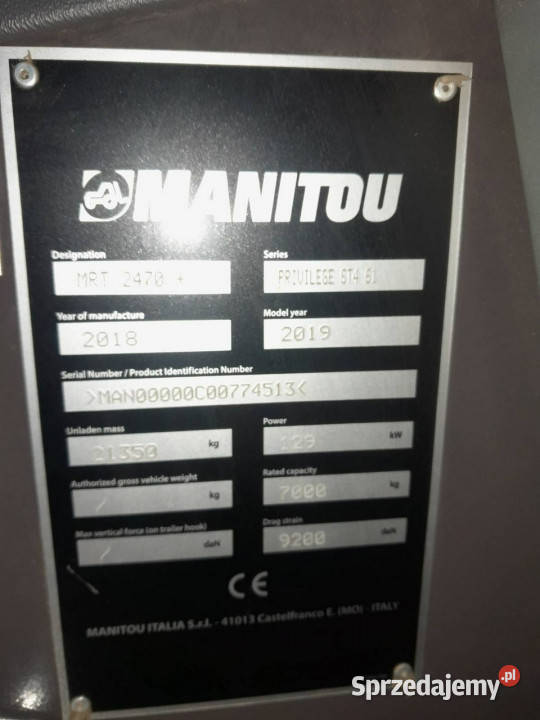 MANITOU
Designation Series
MRT 2470 + PRIVILEGE ST4 S1
Year of manufacture Model year
2018 2019
Serial Number / Product Identification Number
>MAN00000C00774513<
Unladen mass Power
21350 kg 129 kW
Authorized gross vehicle weight Rated capacity
/ kg 7000 kg
Max vertical force (on trailer hook) Drag strain
/ daN 9200 daN
CE
MANITOU ITALIA S.r.l. - 41013 Castelfranco E. (MO) - ITALY
Sprzedajemy.pl